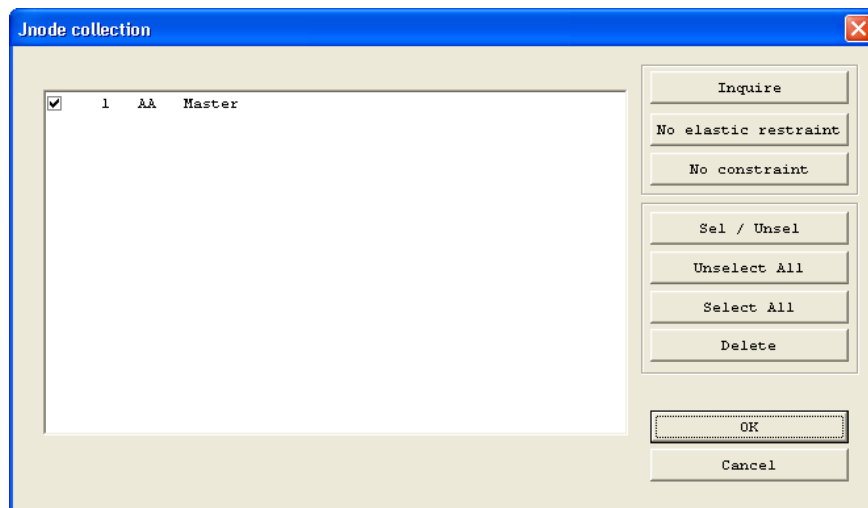 Jnode collection
1 AA Master
Inquire
No elastic restraint
No constraint
Sel / Unsel
Unselect All
Select All
Delete
OK
Cancel